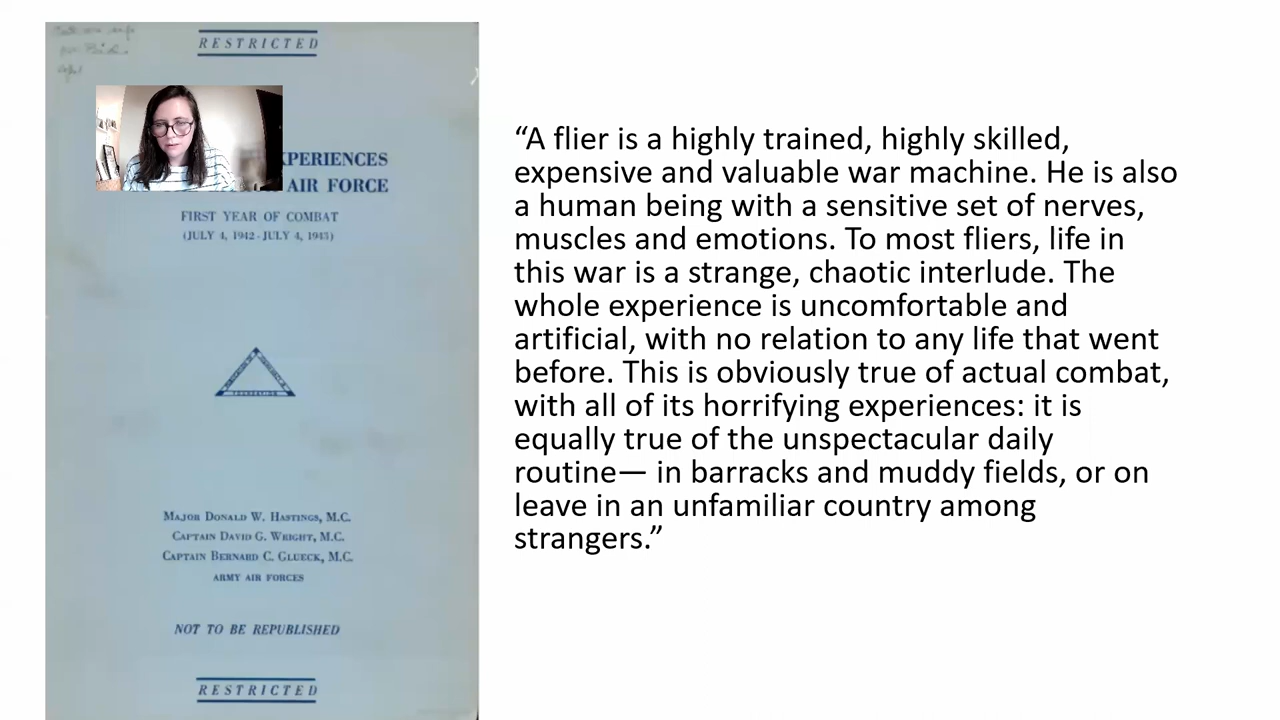 RESTRICTED
XPERIENCES
AIR FORCE
FIRST YEAR OF COMBAT
(JULY 4, 1942 - JULY 4, 1943)
MAJOR DONALD W. HASTINGS, M.C.
CAPTAIN DAVID G. WRIGHT, M.C.
CAPTAIN BERNARD C. GLUECK, M.C.
ARMY AIR FORCES
NOT TO BE REPUBLISHED
RESTRICTED
“A flier is a highly trained, highly skilled,
expensive and valuable war machine. He is also
a human being with a sensitive set of nerves,
muscles and emotions. To most fliers, life in
this war is a strange, chaotic interlude. The
whole experience is uncomfortable and
artificial, with no relation to any life that went
before. This is obviously true of actual combat,
with all of its horrifying experiences: it is
equally true of the unspectacular daily
routine— in barracks and muddy fields, or on
leave in an unfamiliar country among
strangers.”